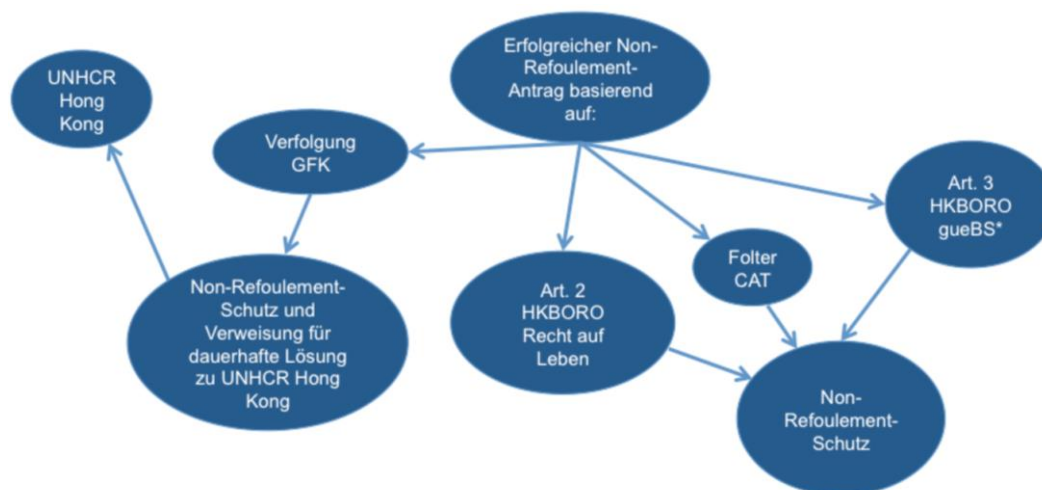 Erfolgreicher Non-
Refoulement-
Antrag basierend
auf:
UNHCR
Hong
Kong
Verfolgung
GFK
Art. 3
HKBORO
gueBS*
Folter
CAT
Non-Refoulement-
Schutz und
Verweisung für
dauerhafte Lösung
zu UNHCR Hong
Kong
Art. 2
HKBORO
Recht auf
Leben
Non-
Refoulement-
Schutz